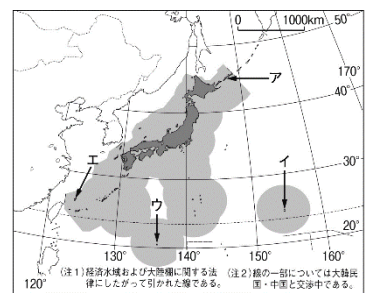 0 1000km
50°
ア
170°
40°
エ
イ
ウ
30°
20°
120°
130°
140°
150°
160°
(注1)経済水域および大陸棚に関する法
律にしたがって引かれた線である。
(注2)線の一部については大韓民
国・中国と交渉中である。